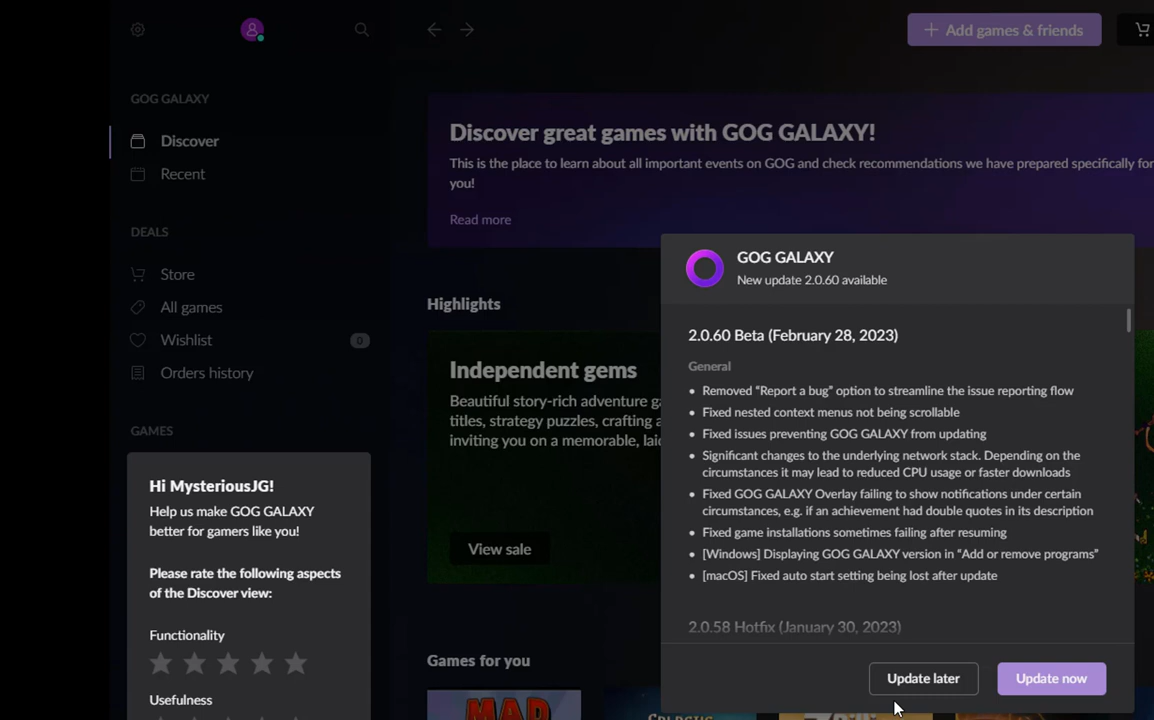 + Add games & friends
GOG GALAXY
Discover
Recent
DEALS
Store
All games
Wishlist
0
Orders history
GAMES
Hi MysteriousJG!
Help us make GOG GALAXY
better for gamers like you!
Please rate the following aspects
of the Discover view:
Functionality
Usefulness
Discover great games with GOG GALAXY!
This is the place to learn about all important events on GOG and check recommendations we have prepared specifically for
you!
Read more
Highlights
Independent gems
Beautiful story-rich adventure ga
titles, strategy puzzles, crafting a
inviting you on a memorable, laid
View sale
Games for you
MAD
GOG GALAXY
New update 2.0.60 available
2.0.60 Beta (February 28, 2023)
General
• Removed “Report a bug” option to streamline the issue reporting flow
• Fixed nested context menus not being scrollable
• Fixed issues preventing GOG GALAXY from updating
• Significant changes to the underlying network stack. Depending on the
circumstances it may lead to reduced CPU usage or faster downloads
• Fixed GOG GALAXY Overlay failing to show notifications under certain
circumstances, e.g. if an achievement had double quotes in its description
• Fixed game installations sometimes failing after resuming
• [Windows] Displaying GOG GALAXY version in “Add or remove programs”
• [macOS] Fixed auto start setting being lost after update
2.0.58 Hotfix (January 30, 2023)
Update later
Update now